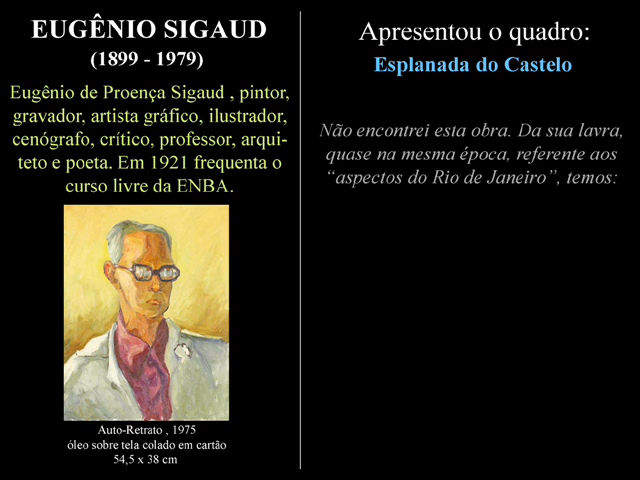 EUGÊNIO SIGAUD
(1899 - 1979)
Eugênio de Proença Sigaud , pintor,
gravador, artista gráfico, ilustrador,
cenógrafo, crítico, professor, arqui-
teto e poeta. Em 1921 frequenta o
curso livre da ENBA.
Auto-Retrato , 1975
óleo sobre tela colado em cartão
54,5 x 38 cm
Apresentou o quadro:
Esplanada do Castelo
Não encontrei esta obra. Da sua lavra,
quase na mesma época, referente aos
“aspectos do Rio de Janeiro”, temos: